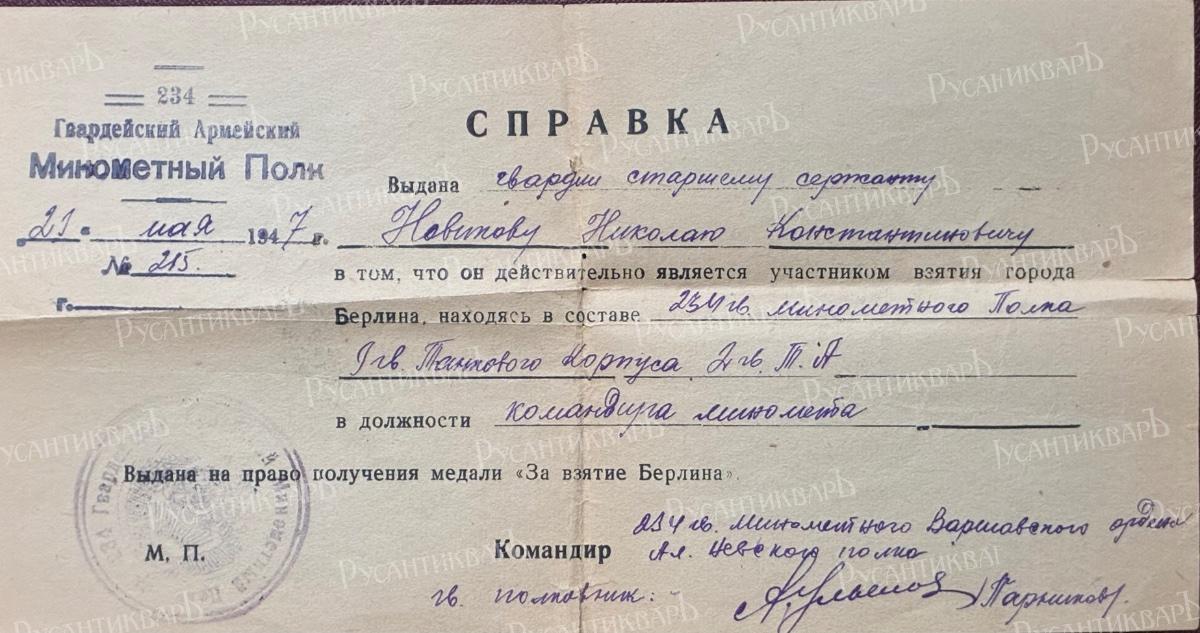 234
Гвардейский Армейский
Минометный Полк
„21“ мая 1947 г.
№ 215.
г.
СПРАВКА
Выдана гвардии старшему сержанту
Новикову Николаю Константиновичу
в том, что он действительно является участником взятия города
Берлина, находясь в составе 234 гв. минометного Полка
9 гв. Танкового Корпуса 2 гв. Т.А
в должности командира миномета
Выдана на право получения медали «За взятие Берлина».
М. П.
Командир 234 гв. Минометного Варшавского ордена
Ал. Невского полка
гв. полковник:
РусантикварЪ